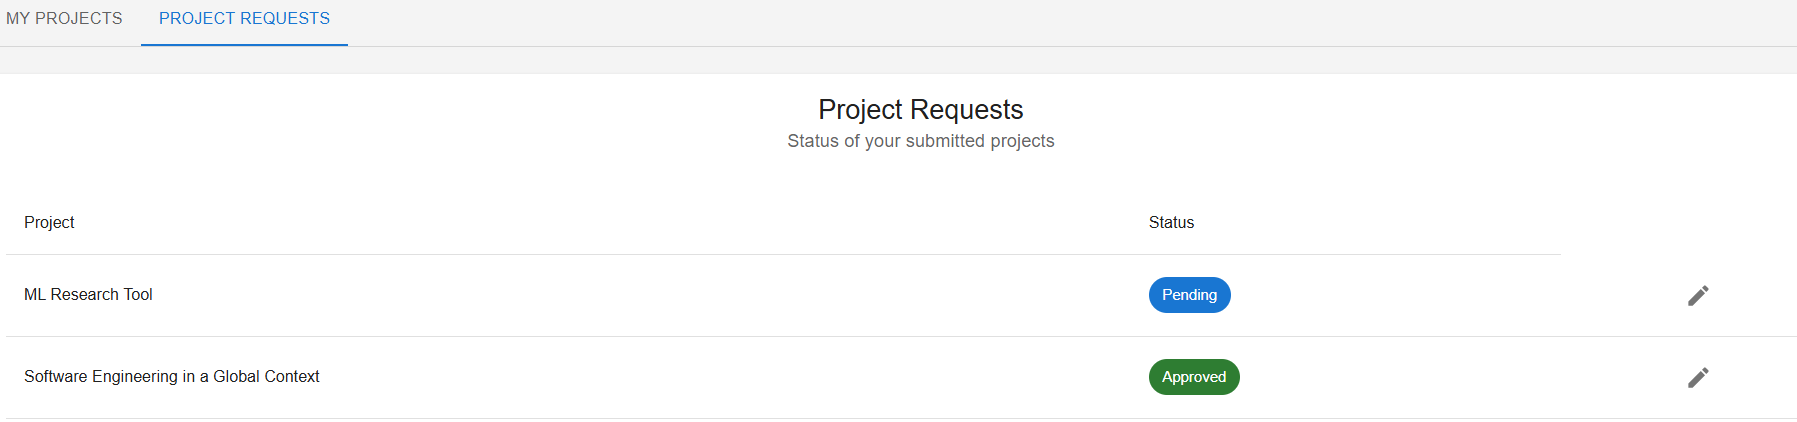 MY PROJECTS PROJECT REQUESTS
Project Requests
Status of your submitted projects
Project Status
ML Research Tool Pending
Software Engineering in a Global Context Approved